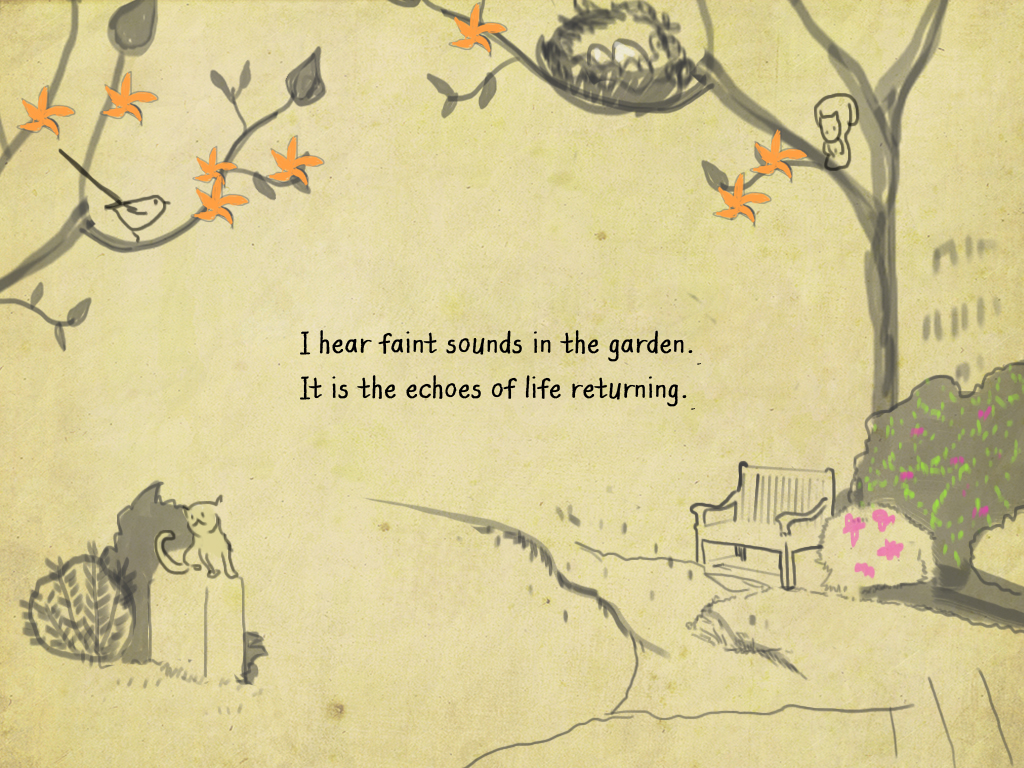 I hear faint sounds in the garden.
It is the echoes of life returning.